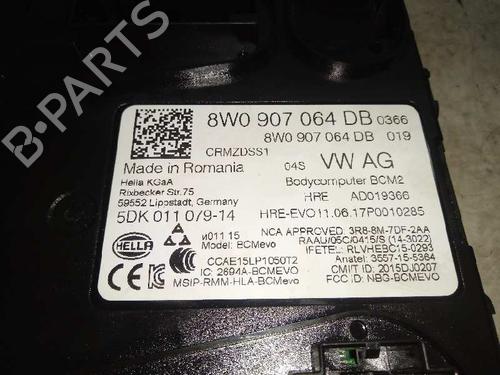 B-PARTS
8W0 907 064 DB 0366
8W0 907 064 DB 019
CRMZDSS1
Made in Romania 04S VW AG
Hella KGaA Bodycomputer BCM2
Rixbecker Str.75
59552 Lippstadt, Germany HRE AD019366
5DK 011 079-14 HRE-EVO11.06.17P0010285
HELLA 011 15 NCA APPROVED: 3R8-8M-7DF-2AA
Model: BCMevo RAAU/05C/0415/S (14-3022)
IFETEL: RLVHEBC15-0293
CCAE15LP1050T2 Anatel: 3557-15-5364
IC: 2694A-BCMEVO CMIIT ID: 2015DJ0207
MSIP-RMM-HLA-BCMEVO FCC ID: NBG-BCMEVO